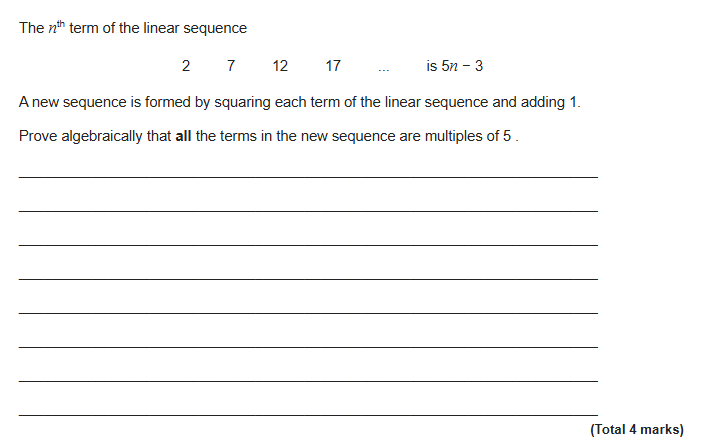 The nth term of the linear sequence
2 7 12 17 ... is 5n − 3
A new sequence is formed by squaring each term of the linear sequence and adding 1.
Prove algebraically that all the terms in the new sequence are multiples of 5 .
(Total 4 marks)